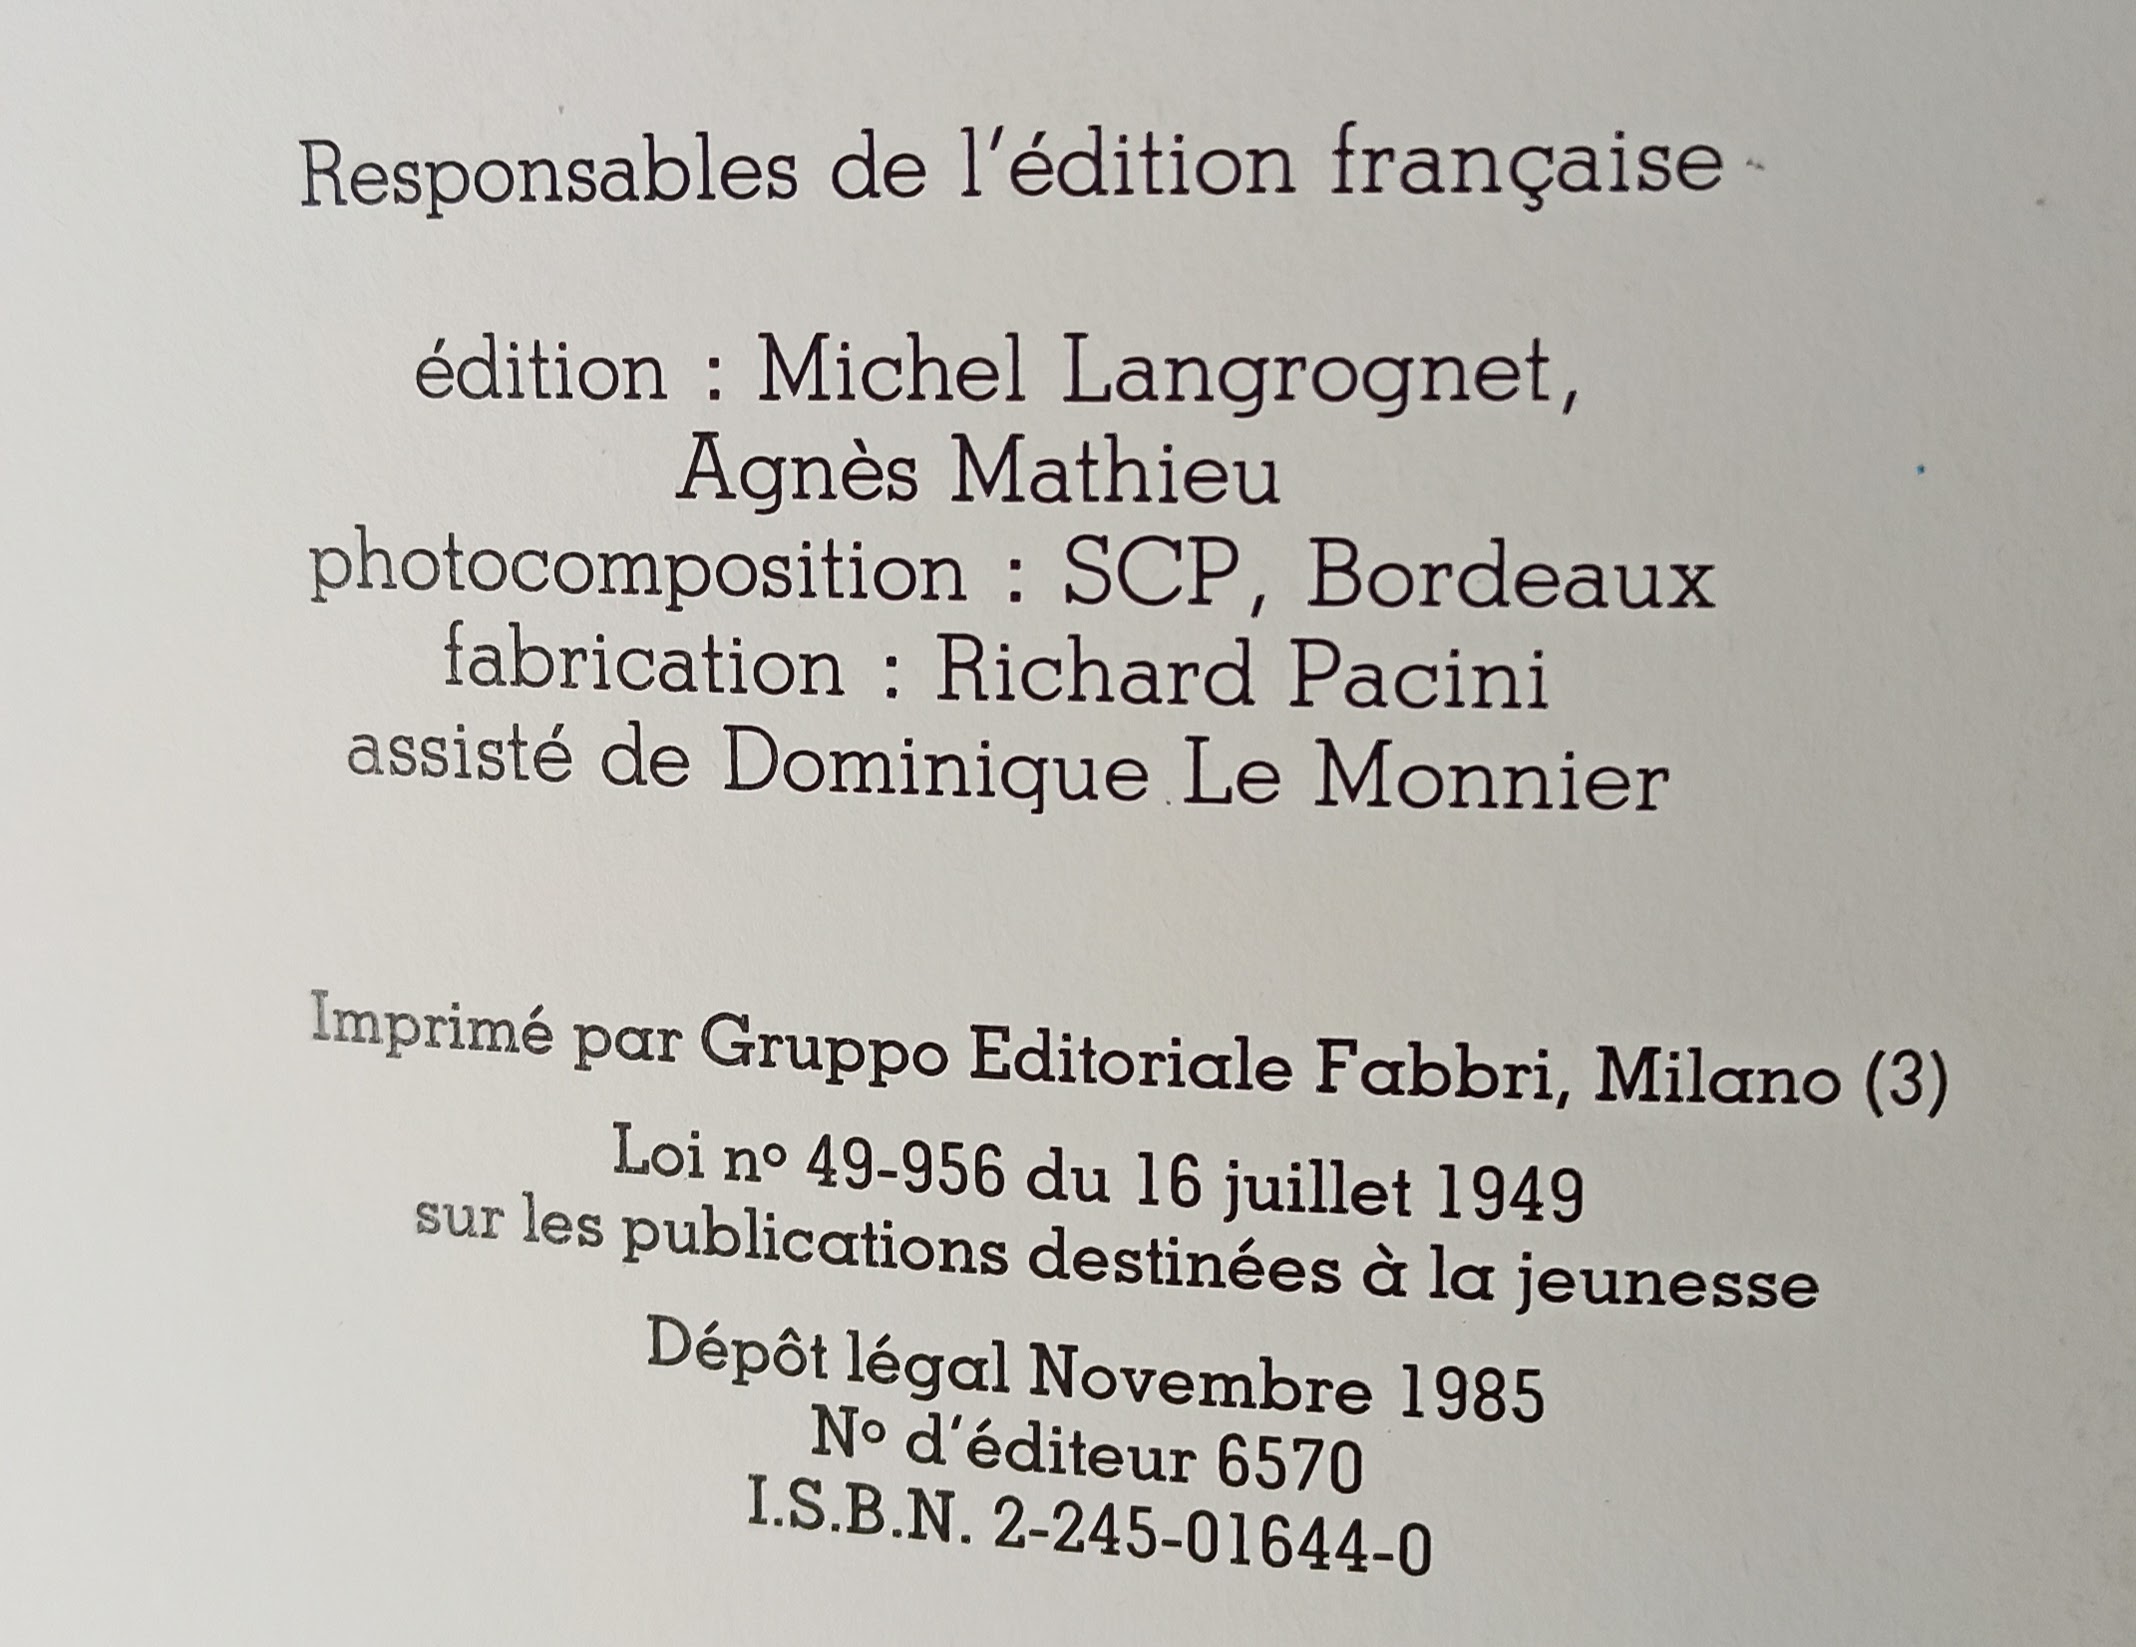 Responsables de l'édition française
édition : Michel Langrognet,
Agnès Mathieu
photocomposition : SCP, Bordeaux
fabrication : Richard Pacini
assisté de Dominique Le Monnier
Imprimé par Gruppo Editoriale Fabbri, Milano (3)
Loi nº 49-956 du 16 juillet 1949
sur les publications destinées à la jeunesse
Dépôt légal Novembre 1985
Nº d'éditeur 6570
I.S.B.N. 2-245-01644-0